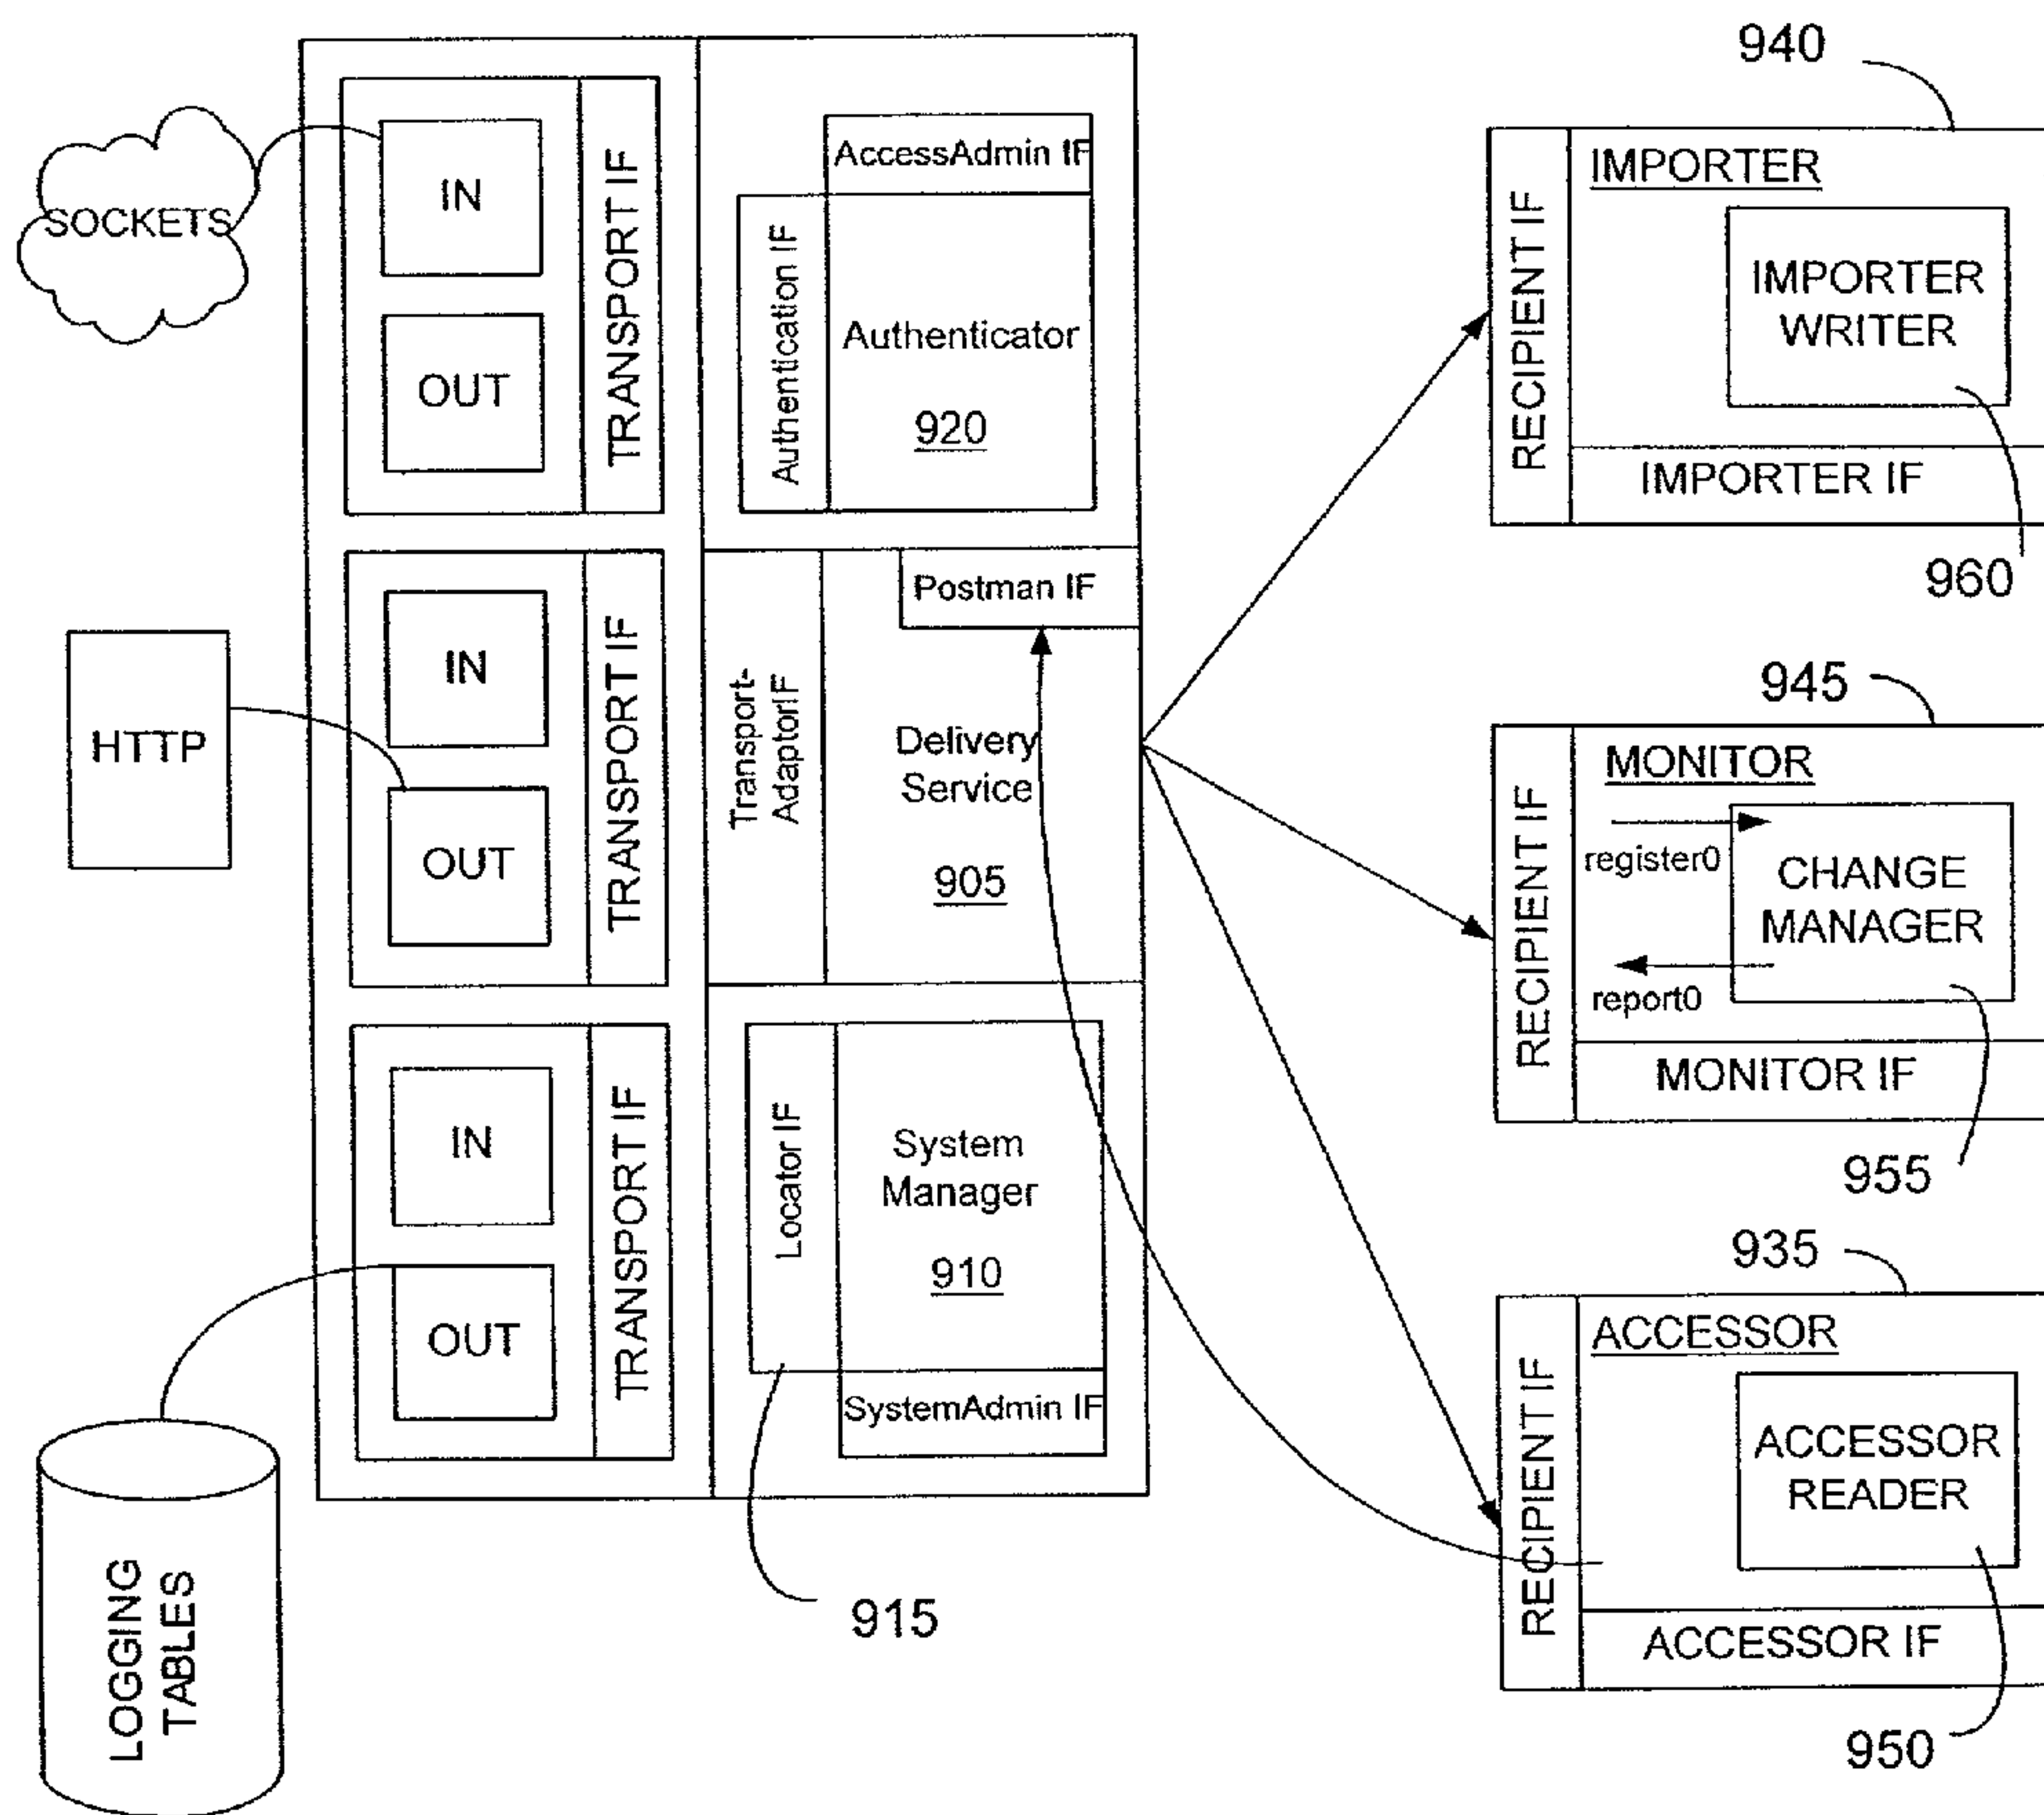 SOCKETS
IN
OUT
TRANSPORT IF
HTTP
IN
OUT
TRANSPORT IF
LOGGING
TABLES
IN
OUT
TRANSPORT IF
AccessAdmin IF
Authentication IF
Authenticator
920
Postman IF
Transport-
AdaptorIF
Delivery
Service
905
Locator IF
System
Manager
910
SystemAdmin IF
915
940
RECIPIENT IF
IMPORTER
IMPORTER
WRITER
IMPORTER IF
960
945
RECIPIENT IF
MONITOR
register0
CHANGE
MANAGER
report0
MONITOR IF
955
935
RECIPIENT IF
ACCESSOR
ACCESSOR
READER
ACCESSOR IF
950